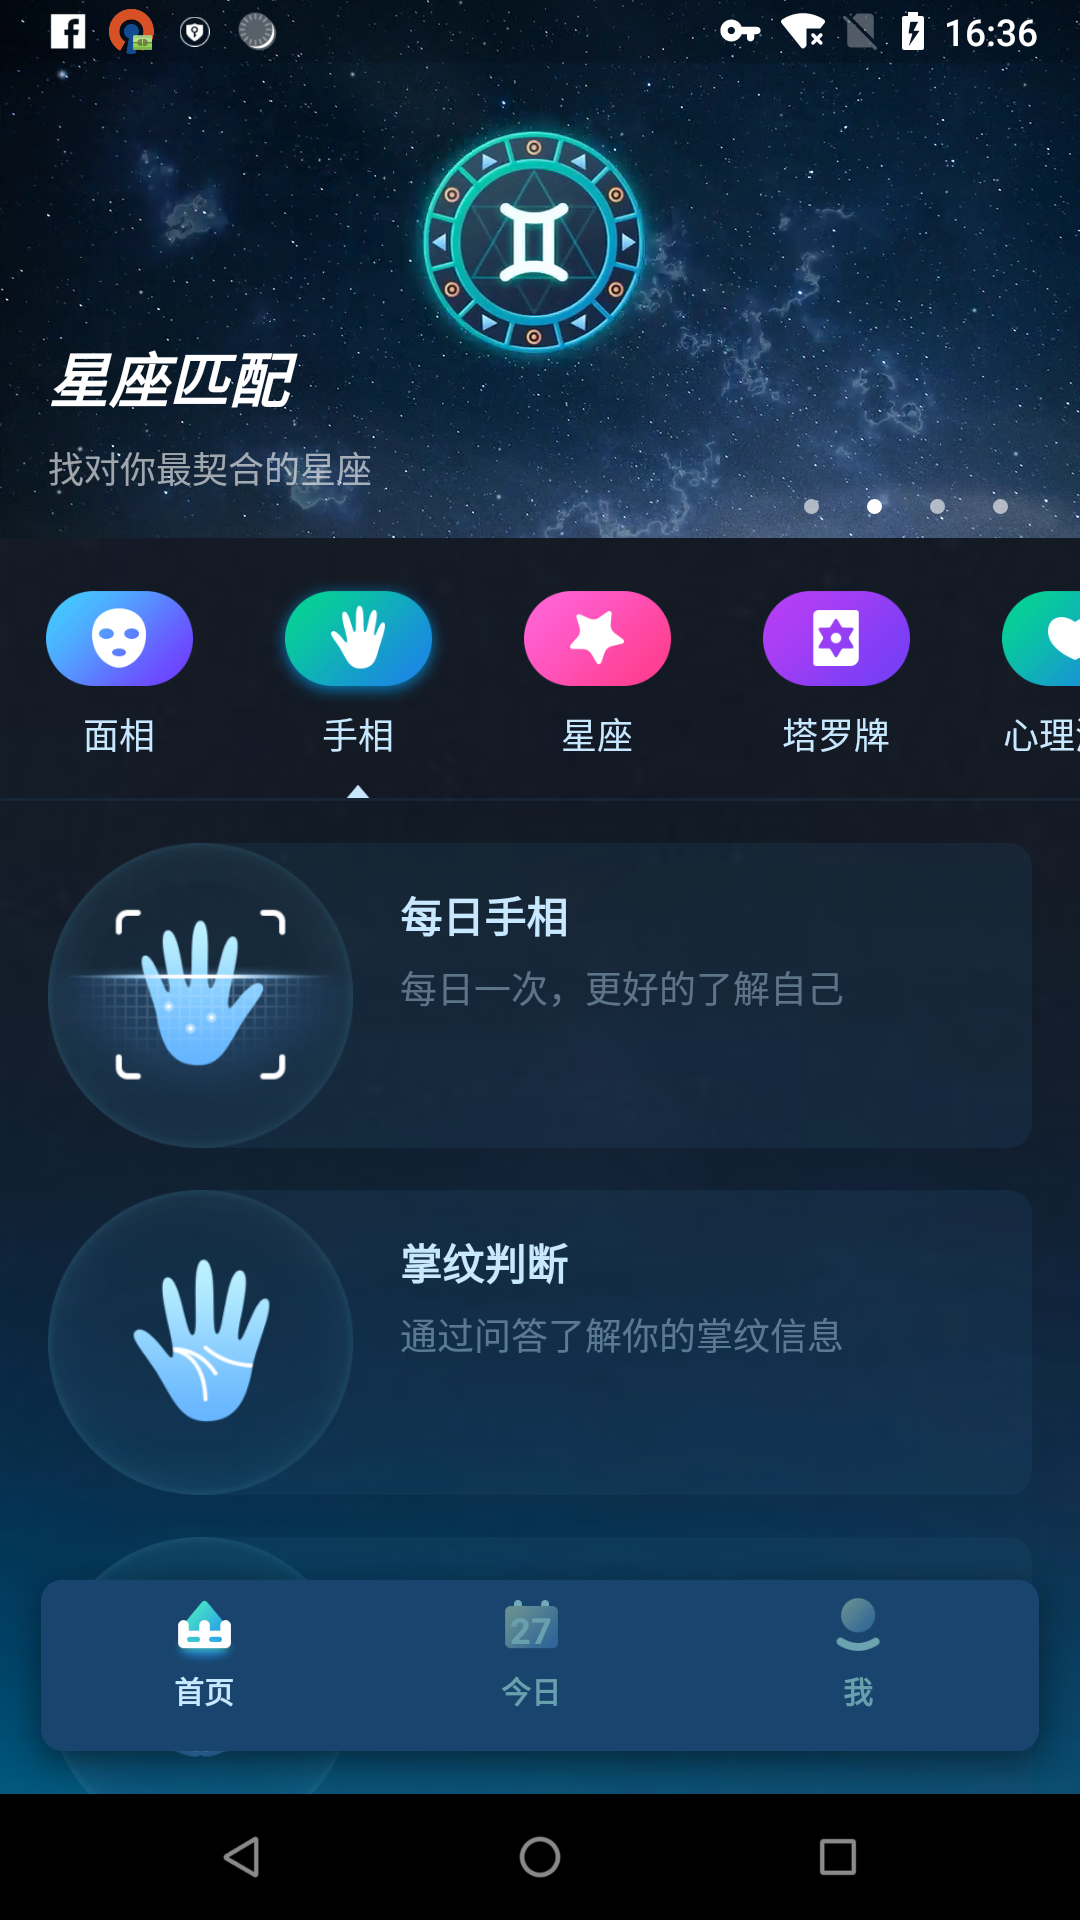 16:36
星座匹配
找对你最契合的星座
面相
手相
星座
塔罗牌
心理
每日手相
每日一次，更好的了解自己
掌纹判断
通过问答了解你的掌纹信息
27
首页
今日
我